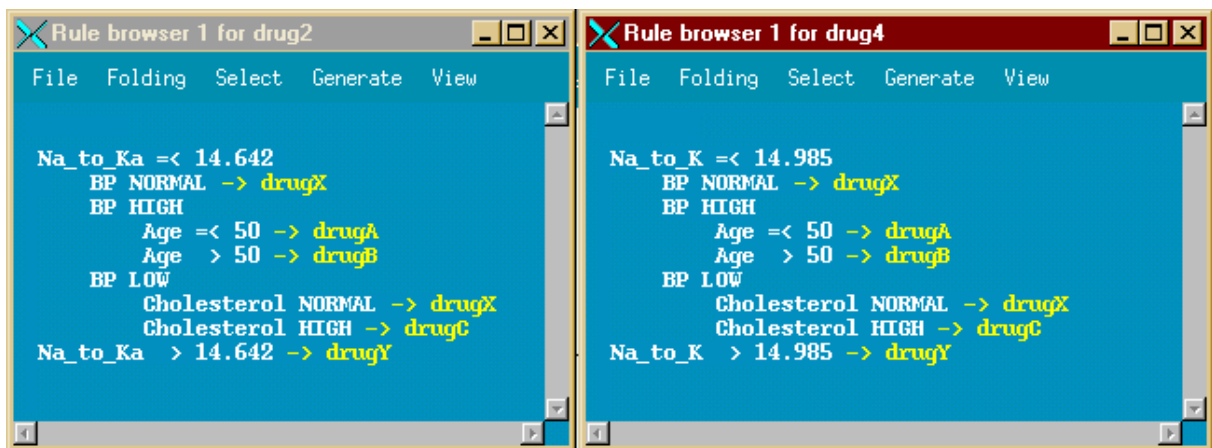 Rule browser 1 for drug2
File Folding Select Generate View
Na_to_Ka =< 14.642
BP NORMAL -> drugX
BP HIGH
Age =< 50 -> drugA
Age > 50 -> drugB
BP LOW
Cholesterol NORMAL -> drugX
Cholesterol HIGH -> drugC
Na_to_Ka > 14.642 -> drugY
Rule browser 1 for drug4
File Folding Select Generate View
Na_to_K =< 14.985
BP NORMAL -> drugX
BP HIGH
Age =< 50 -> drugA
Age > 50 -> drugB
BP LOW
Cholesterol NORMAL -> drugX
Cholesterol HIGH -> drugC
Na_to_K > 14.985 -> drugY